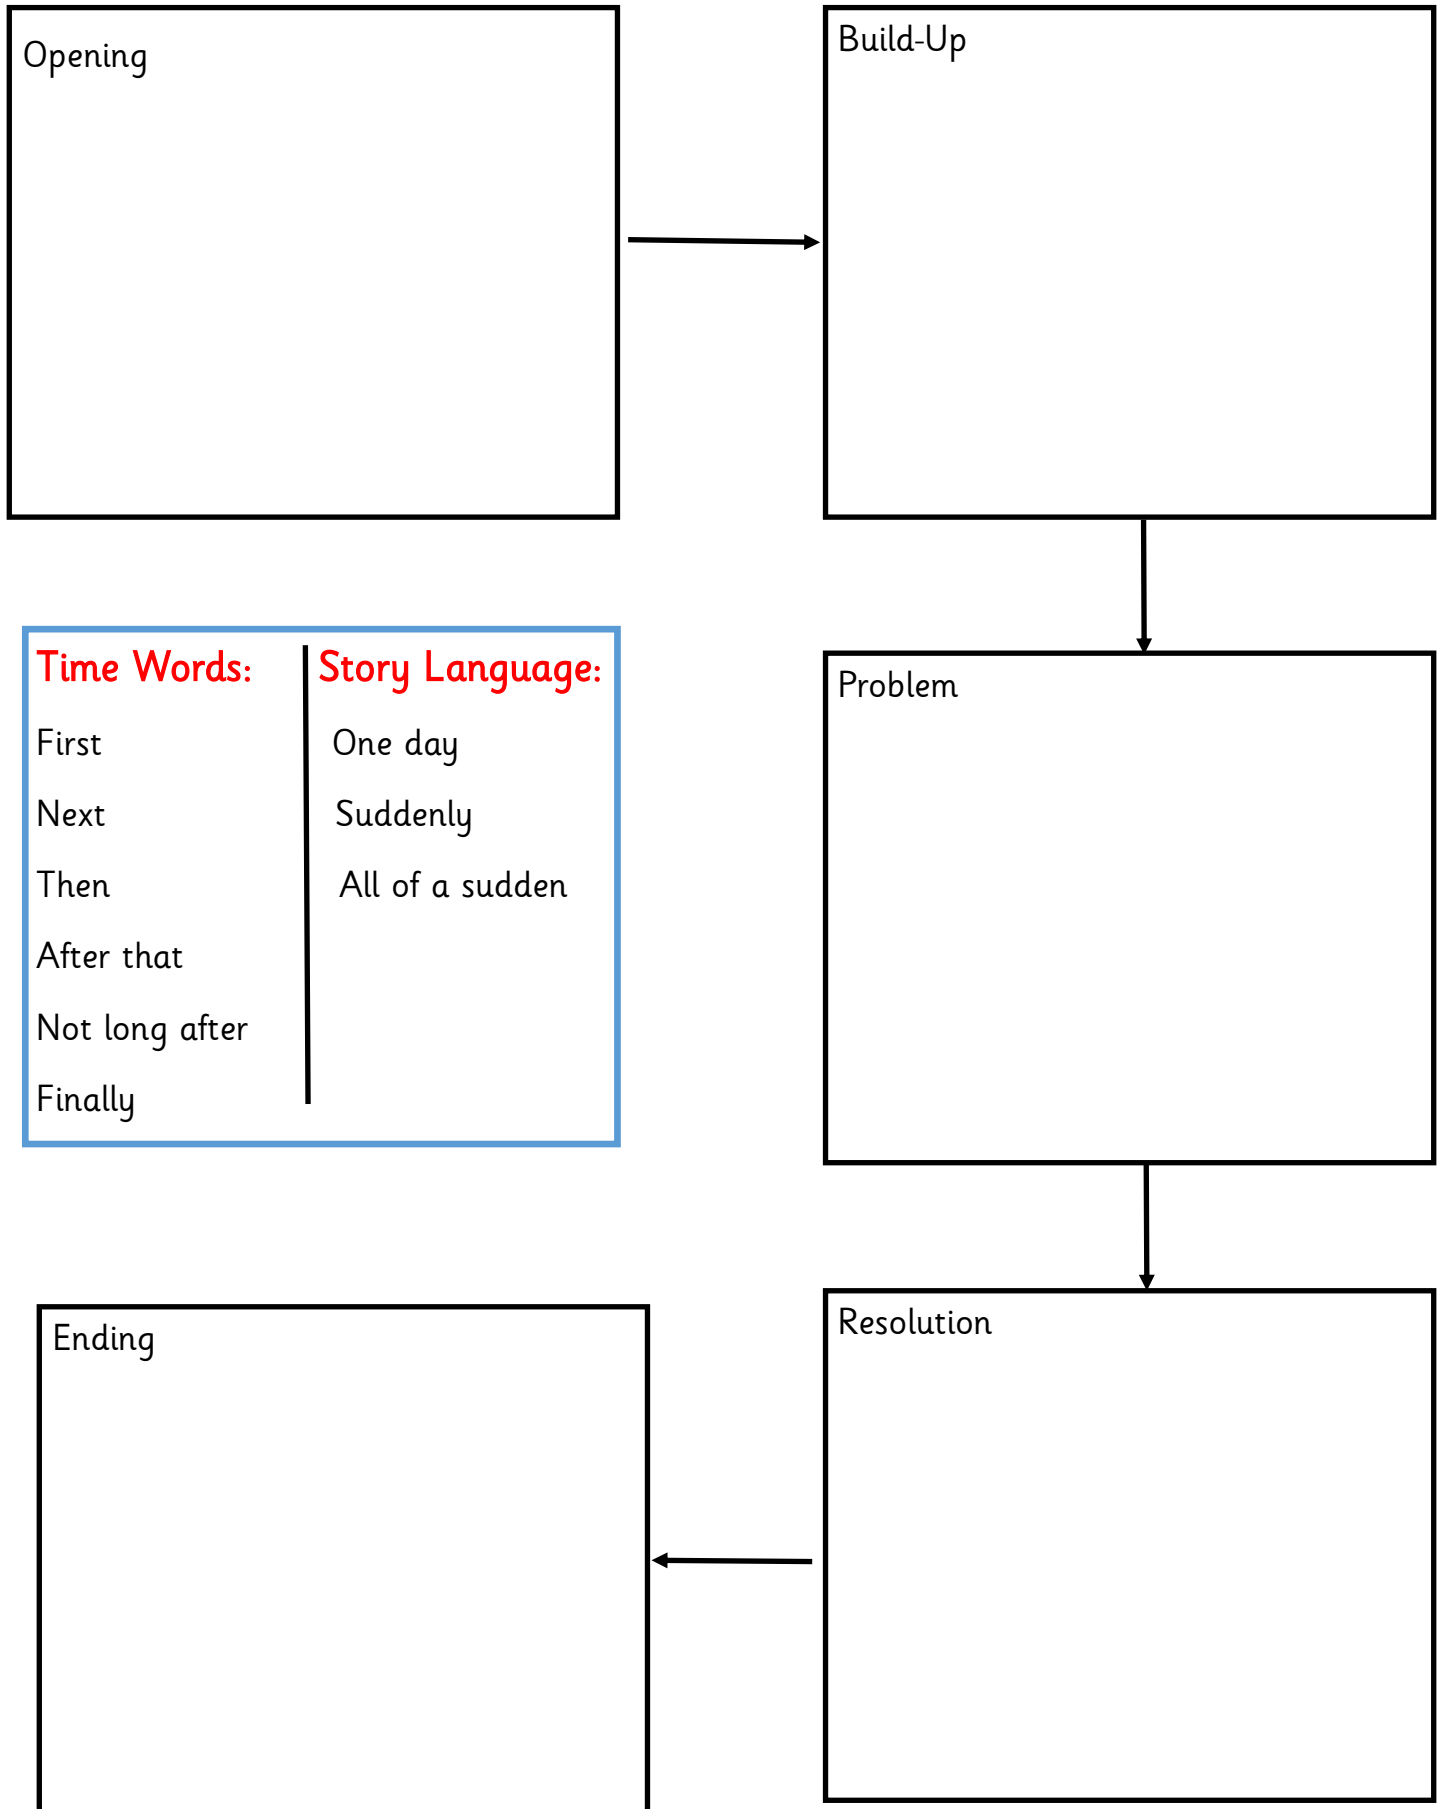 Opening
Build-Up
Time Words:
First
Next
Then
After that
Not long after
Finally
Story Language:
One day
Suddenly
All of a sudden
Problem
Resolution
Ending